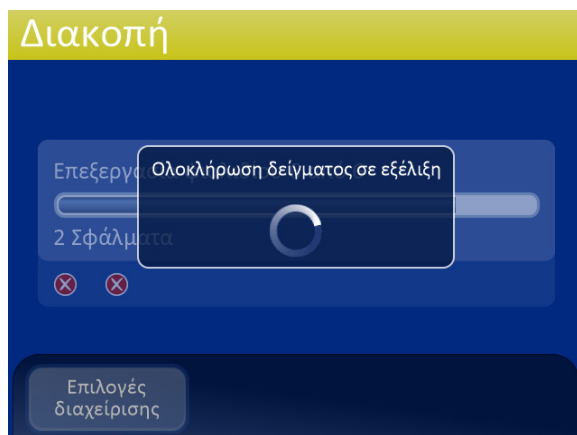 Διακοπή
Ολοκλήρωση δείγματος σε εξέλιξη
2 Σφάλματα
Επιλογές
διαχείρισης